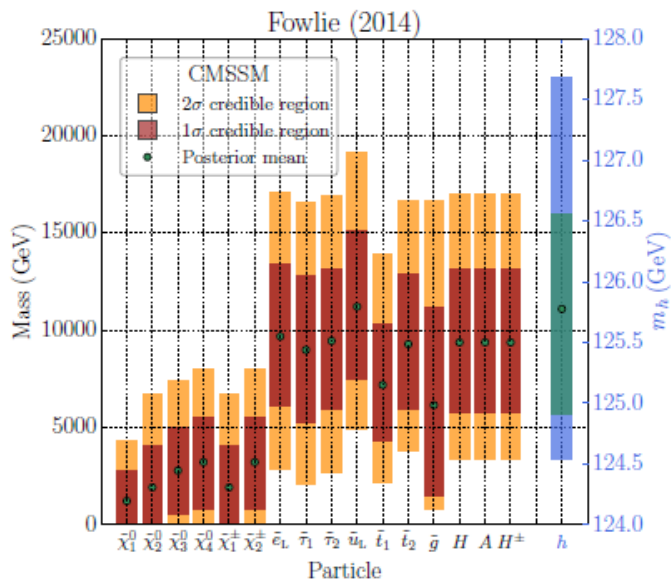 Fowlie (2014)
CMSSM
2σ credible region
1σ credible region
Posterior mean
Mass (GeV)
25000
20000
15000
10000
5000
0
128.0
127.5
127.0
126.5
126.0
125.5
125.0
124.5
124.0
m_h (GeV)
χ̃⁰₁ χ̃⁰₂ χ̃⁰₃ χ̃⁰₄ χ̃±₁ χ̃±₂ ẽ_L τ̃₁ τ̃₂ ũ_L t̃₁ t̃₂ g̃ H A H± h
Particle